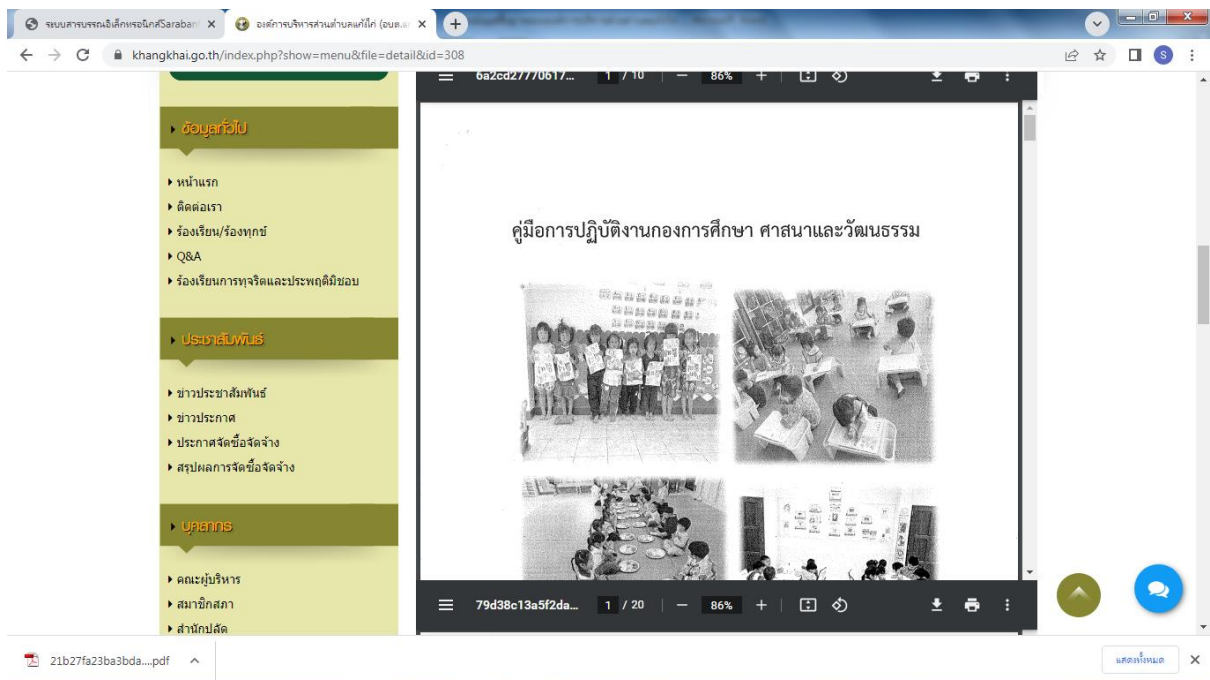 ระบบสารบรรณอิเล็กทรอนิกส์Saraban
องค์การบริหารส่วนตำบลแก้ไก่ (อบต.
khangkhai.go.th/index.php?show=menu&file=detail&id=308
S
6a2cd27770617... 1 / 10 86%
ข้อมูลทั่วไป
หน้าแรก
ติดต่อเรา
ร้องเรียน/ร้องทุกข์
Q&A
ร้องเรียนการทุจริตและประพฤติมิชอบ
ประชาสัมพันธ์
ข่าวประชาสัมพันธ์
ข่าวประกาศ
ประกาศจัดซื้อจัดจ้าง
สรุปผลการจัดซื้อจัดจ้าง
บุคลากร
คณะผู้บริหาร
สมาชิกสภา
สำนักปลัด
คู่มือการปฏิบัติงานกองการศึกษา ศาสนาและวัฒนธรรม
79d38c13a5f2da... 1 / 20 86%
21b27fa23ba3bda....pdf
แสดงทั้งหมด